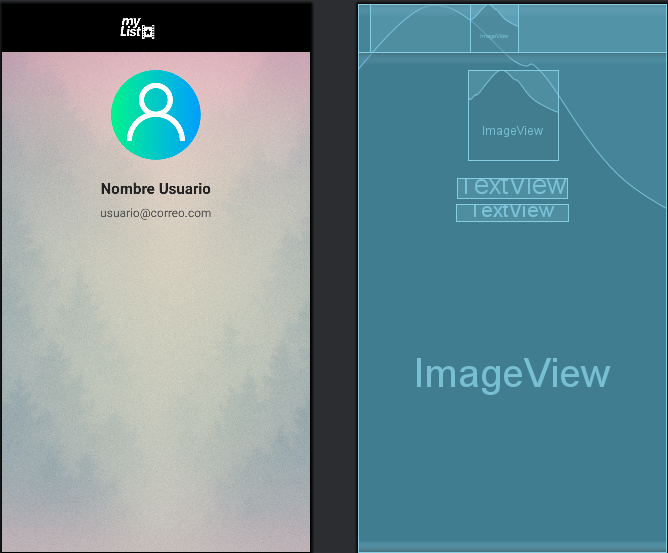 my
List
Nombre Usuario
usuario@correo.com
ImageView
ImageView
TextView
TextView
ImageView